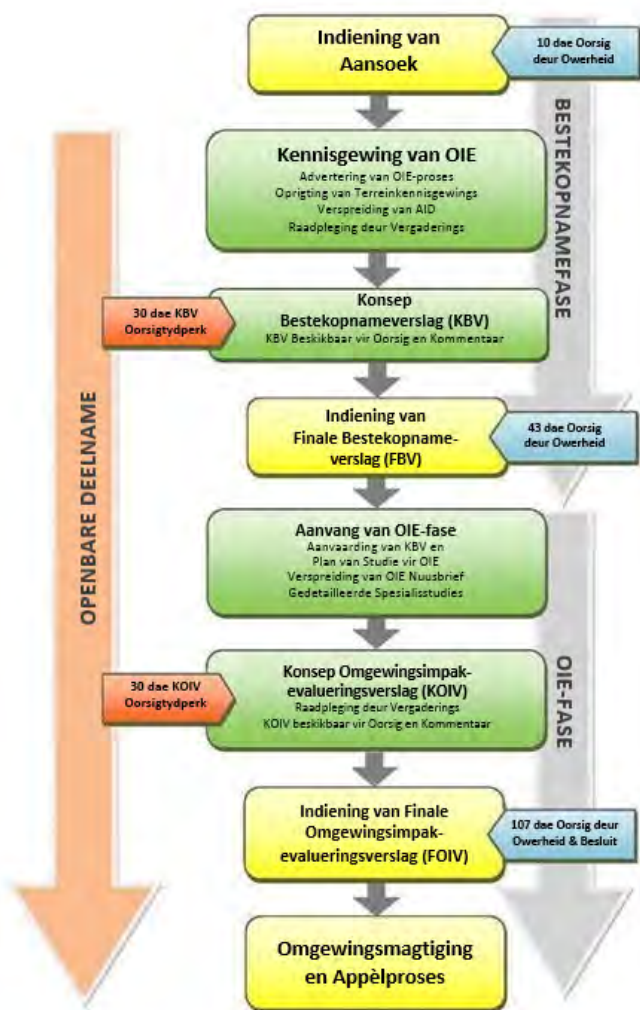 Indiening van
Aansoek
10 dae Oorsig
deur Owerheid
BESTEKOPNAMEFASE
Kennisgewing van OIE
Advertering van OIE-proses
Oprigting van Terreinkennisgewings
Verspreiding van AID
Raadpleging deur Vergaderings
OPENBARE DEELNAME
30 dae KBV
Oorsigtydperk
Konsep
Bestekopnameverslag (KBV)
KBV Beskikbaar vir Oorsig en Kommentaar
Indiening van
Finale Bestekopname-
verslag (FBV)
43 dae Oorsig
deur Owerheid
Aanvang van OIE-fase
Aanvaarding van KBV en
Plan van Studie vir OIE
Verspreiding van OIE Nuusbrief
Gedetailleerde Spesialisstudies
OIE-FASE
30 dae KOIV
Oorsigtydperk
Konsep Omgewingsimpak-
evalueringsverslag (KOIV)
Raadpleging deur Vergaderings
KOIV beskikbaar vir Oorsig en Kommentaar
Indiening van Finale
Omgewingsimpak-
evalueringsverslag (FOIV)
107 dae Oorsig deur
Owerheid & Besluit
Omgewingsmagtiging
en Appèlproses